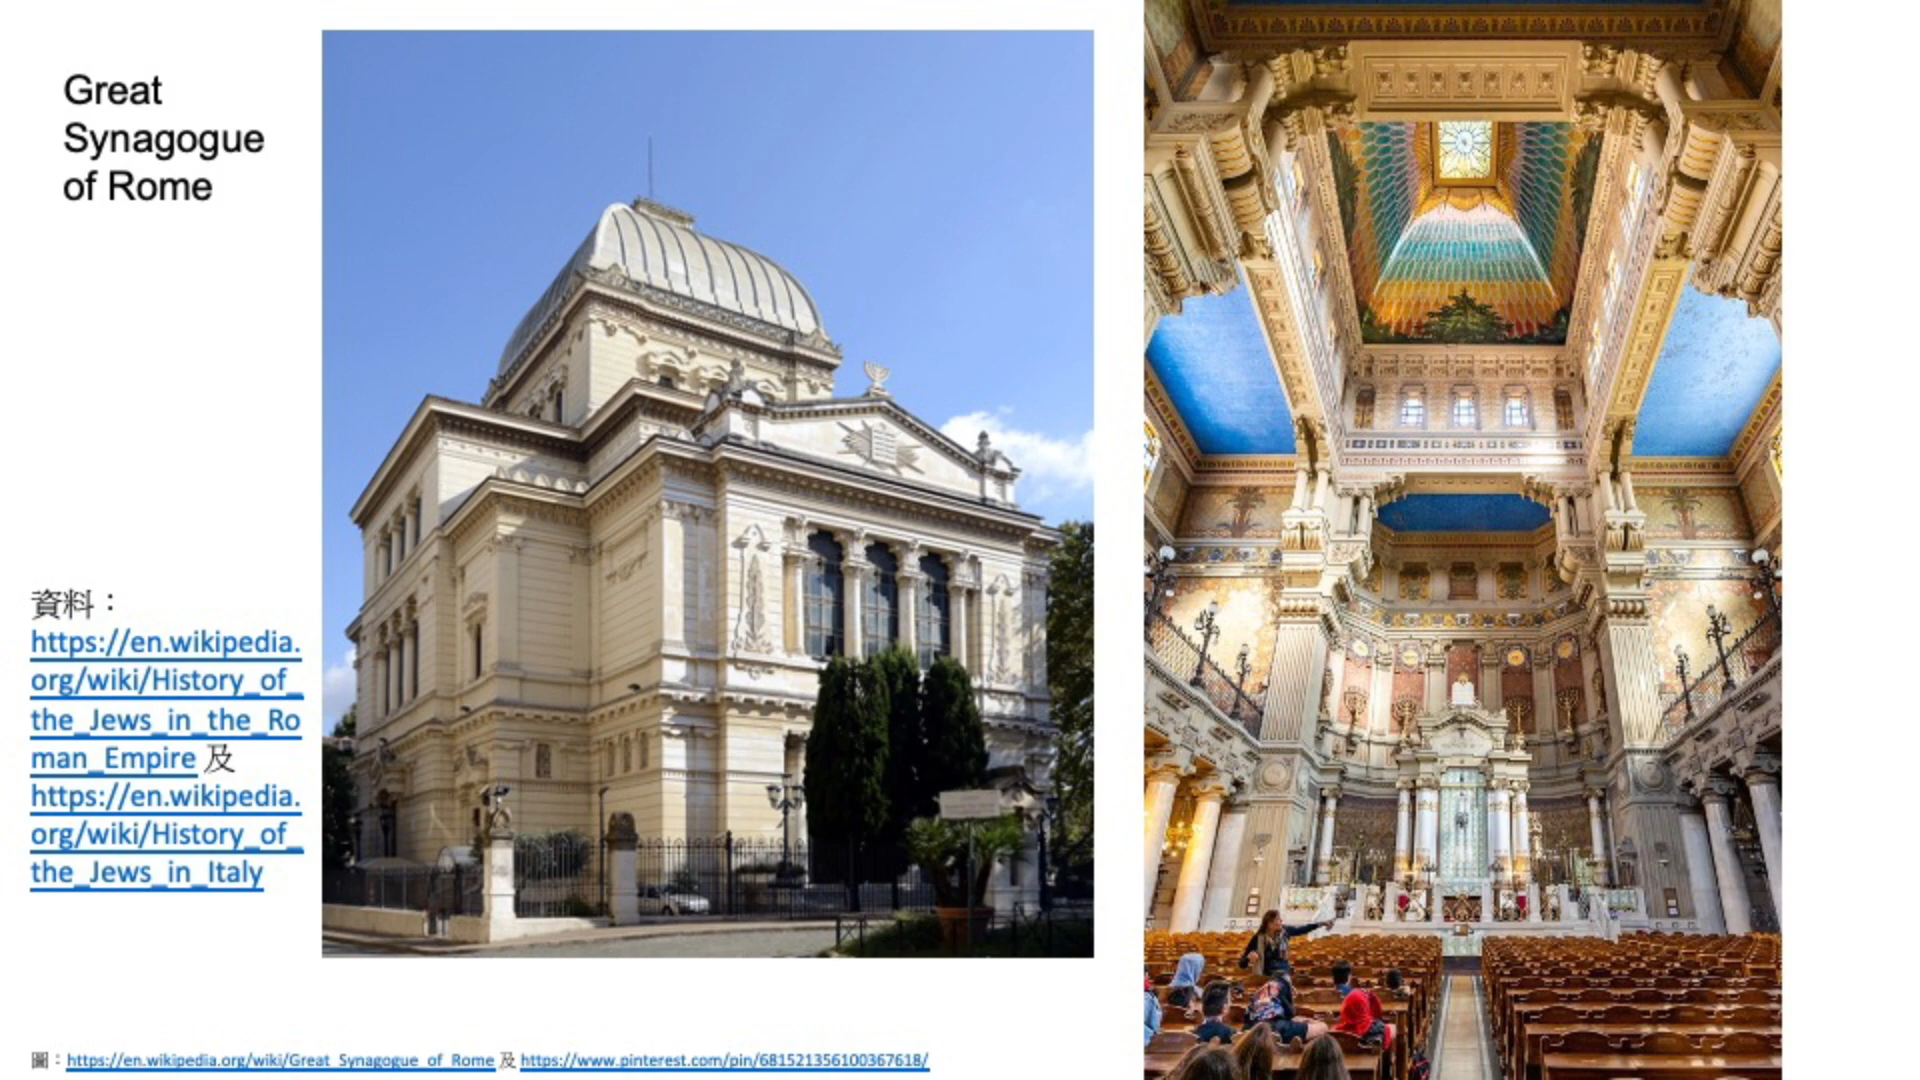 Great
Synagogue
of Rome
資料：
https://en.wikipedia.
org/wiki/History_of_
the_Jews_in_the_Ro
man_Empire 及
https://en.wikipedia.
org/wiki/History_of_
the_Jews_in_Italy
圖：https://en.wikipedia.org/wiki/Great_Synagogue_of_Rome 及 https://www.pinterest.com/pin/681521356100367618/